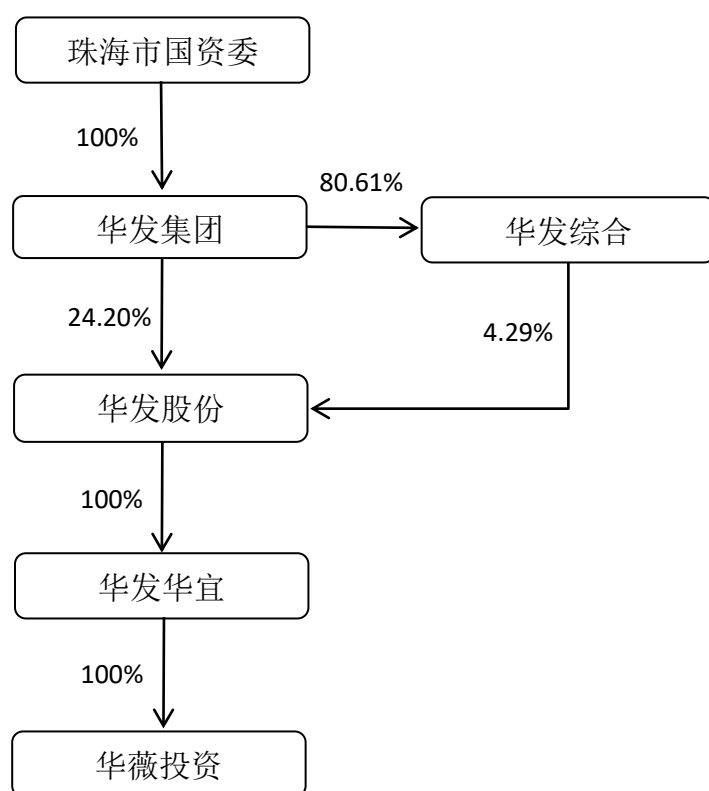 珠海市国资委
100%
80.61%
华发集团
华发综合
24.20%
4.29%
华发股份
100%
华发华宜
100%
华薇投资